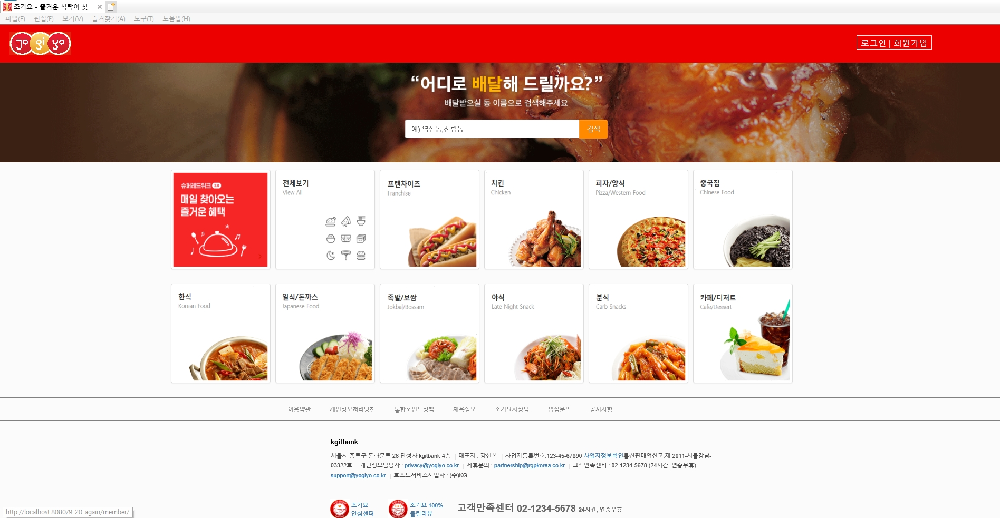 조기요 - 즐거운 식탁이 찾...
파일(F) 편집(E) 보기(V) 즐겨찾기(A) 도구(T) 도움말(H)
Jo gi yo
로그인 | 회원가입
“어디로 배달해 드릴까요?”
배달받으실 동 이름으로 검색해주세요
예) 역삼동,신림동
검색
슈퍼레드위크 2.0
매일 찾아오는
즐거운 혜택
전체보기
View All
프랜차이즈
Franchise
치킨
Chicken
피자/양식
Pizza/Western Food
중국집
Chinese Food
한식
Korean Food
일식/돈까스
Japanese Food
족발/보쌈
Jokbal/Bossam
야식
Late Night Snack
분식
Carb Snacks
카페/디저트
Cafe/Dessert
이용약관 개인정보처리방침 통합포인트정책 채용정보 조기요사장님 입점문의 공지사항
kgitbank
서울시 종로구 돈화문로 26 단성사 kgitbank 4층 | 대표자 : 강신봉 | 사업자등록번호:123-45-67890 사업자정보확인통신판매업신고:제 2011-서울강남-
03322호 | 개인정보담당자 : privacy@yogiyo.co.kr | 제휴문의 : partnership@rgpkorea.co.kr | 고객만족센터 : 02-1234-5678 (24시간, 연중무휴)
support@yogiyo.co.kr | 호스트서비스사업자 : (주)KG
조기요
안심센터
조기요 100%
클린리뷰
고객만족센터 02-1234-5678 24시간, 연중무휴
http://localhost:8080/9_20_again/member/